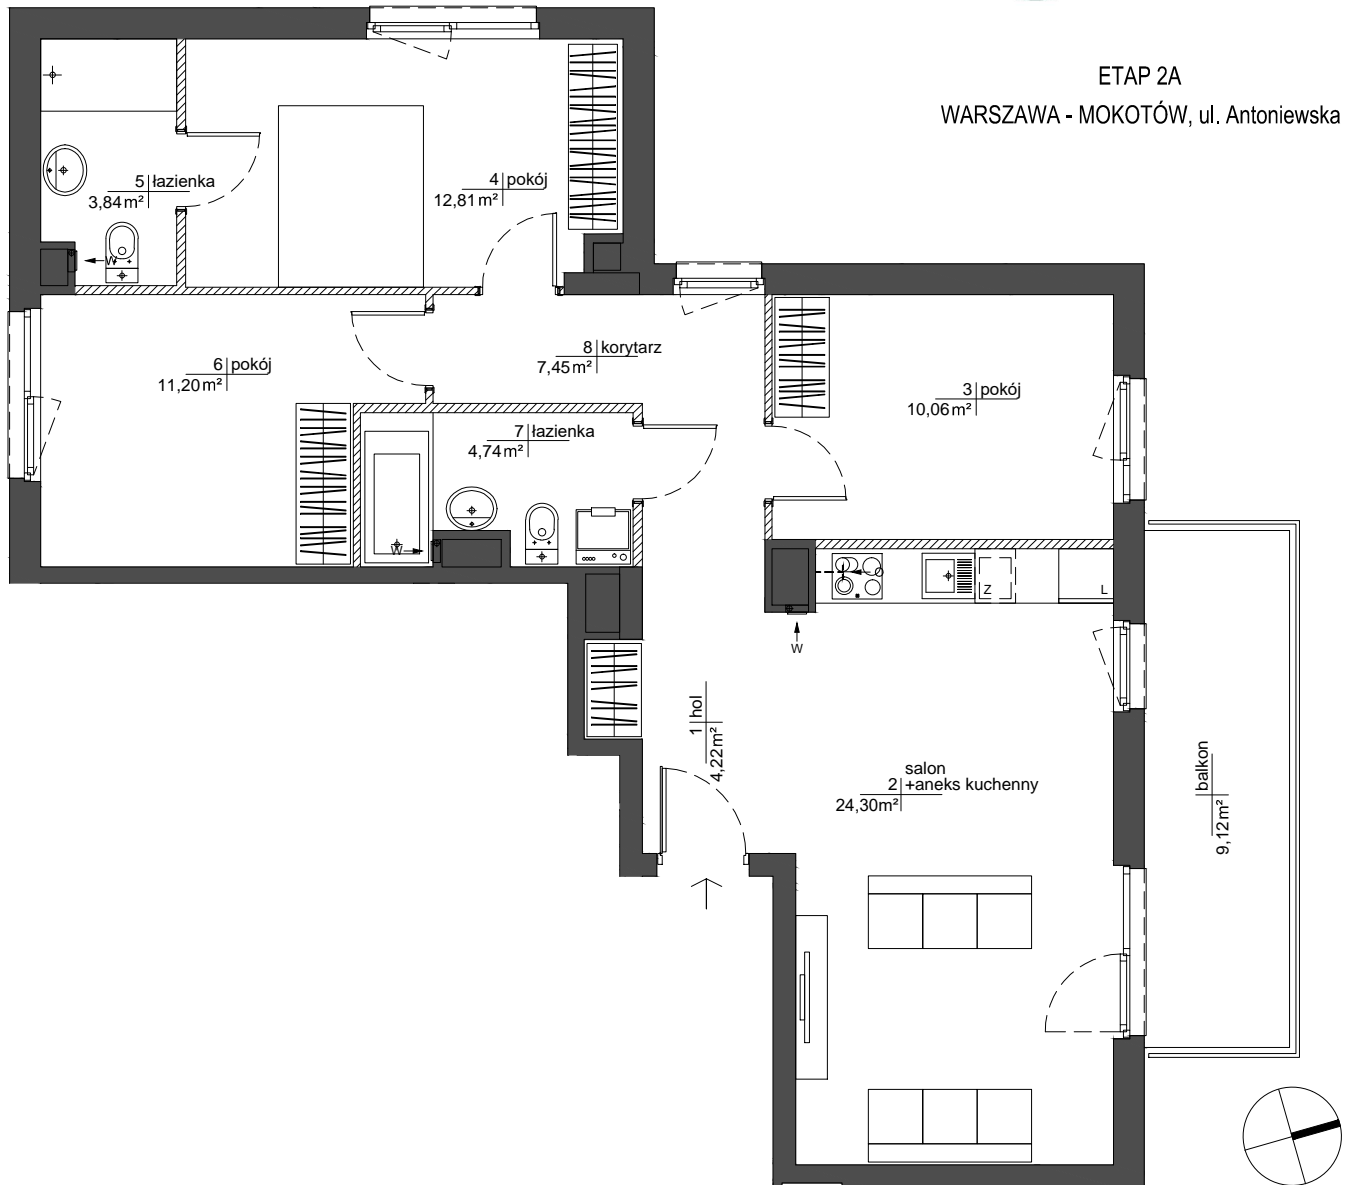 ETAP 2A
WARSZAWA - MOKOTÓW, ul. Antoniewska
5 łazienka
3,84 m²
4 pokój
12,81 m²
W
6 pokój
11,20 m²
8 korytarz
7,45 m²
3 pokój
10,06 m²
7 łazienka
4,74 m²
W
Z
L
W
1 hol
4,22 m²
salon
2 +aneks kuchenny
24,30 m²
balkon
9,12 m²